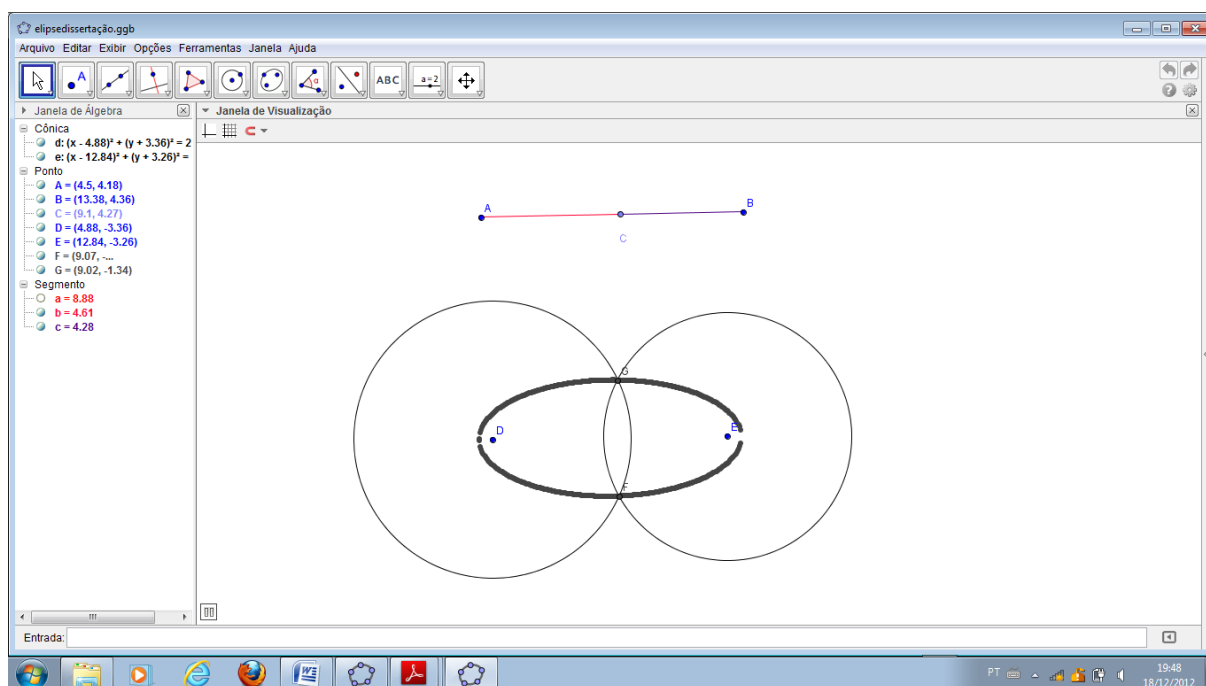 elipsedissertação.ggb
Arquivo Editar Exibir Opções Ferramentas Janela Ajuda
A
α
ABC
a=2
Janela de Álgebra
Janela de Visualização
Cônica
d: (x - 4.88)² + (y + 3.36)² = 2
e: (x - 12.84)² + (y + 3.26)² =
Ponto
A = (4.5, 4.18)
B = (13.38, 4.36)
C = (9.1, 4.27)
D = (4.88, -3.36)
E = (12.84, -3.26)
F = (9.07, -...
G = (9.02, -1.34)
Segmento
a = 8.88
b = 4.61
c = 4.28
A
B
C
G
D
E
F
Entrada:
PT
19:48
18/12/2012